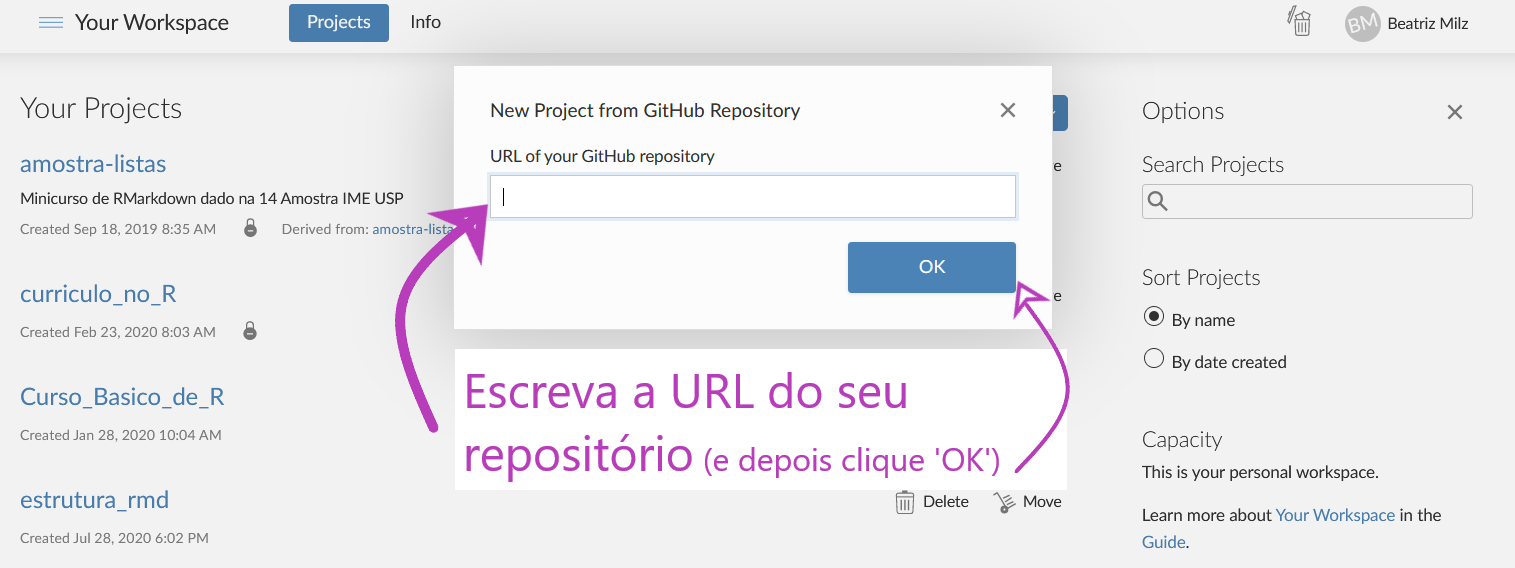 Your Workspace Projects Info BM Beatriz Milz
Your Projects
amostra-listas
Minicurso de RMarkdown dado na 14 Amostra IME USP
Created Sep 18, 2019 8:35 AM Derived from: amostra-lista
curriculo_no_R
Created Feb 23, 2020 8:03 AM
Curso_Basico_de_R
Created Jan 28, 2020 10:04 AM
estrutura_rmd
Created Jul 28, 2020 6:02 PM
New Project from GitHub Repository
URL of your GitHub repository
OK
Escreva a URL do seu
repositório (e depois clique 'OK')
Delete Move
Options
Search Projects
Sort Projects
By name
By date created
Capacity
This is your personal workspace.
Learn more about Your Workspace in the
Guide.